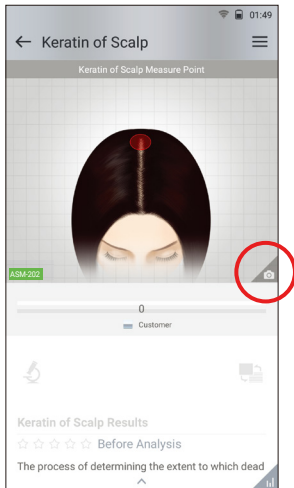 01:49
Keratin of Scalp
Keratin of Scalp Measure Point
ASM-202
0
Customer
Keratin of Scalp Results
Before Analysis
The process of determining the extent to which dead